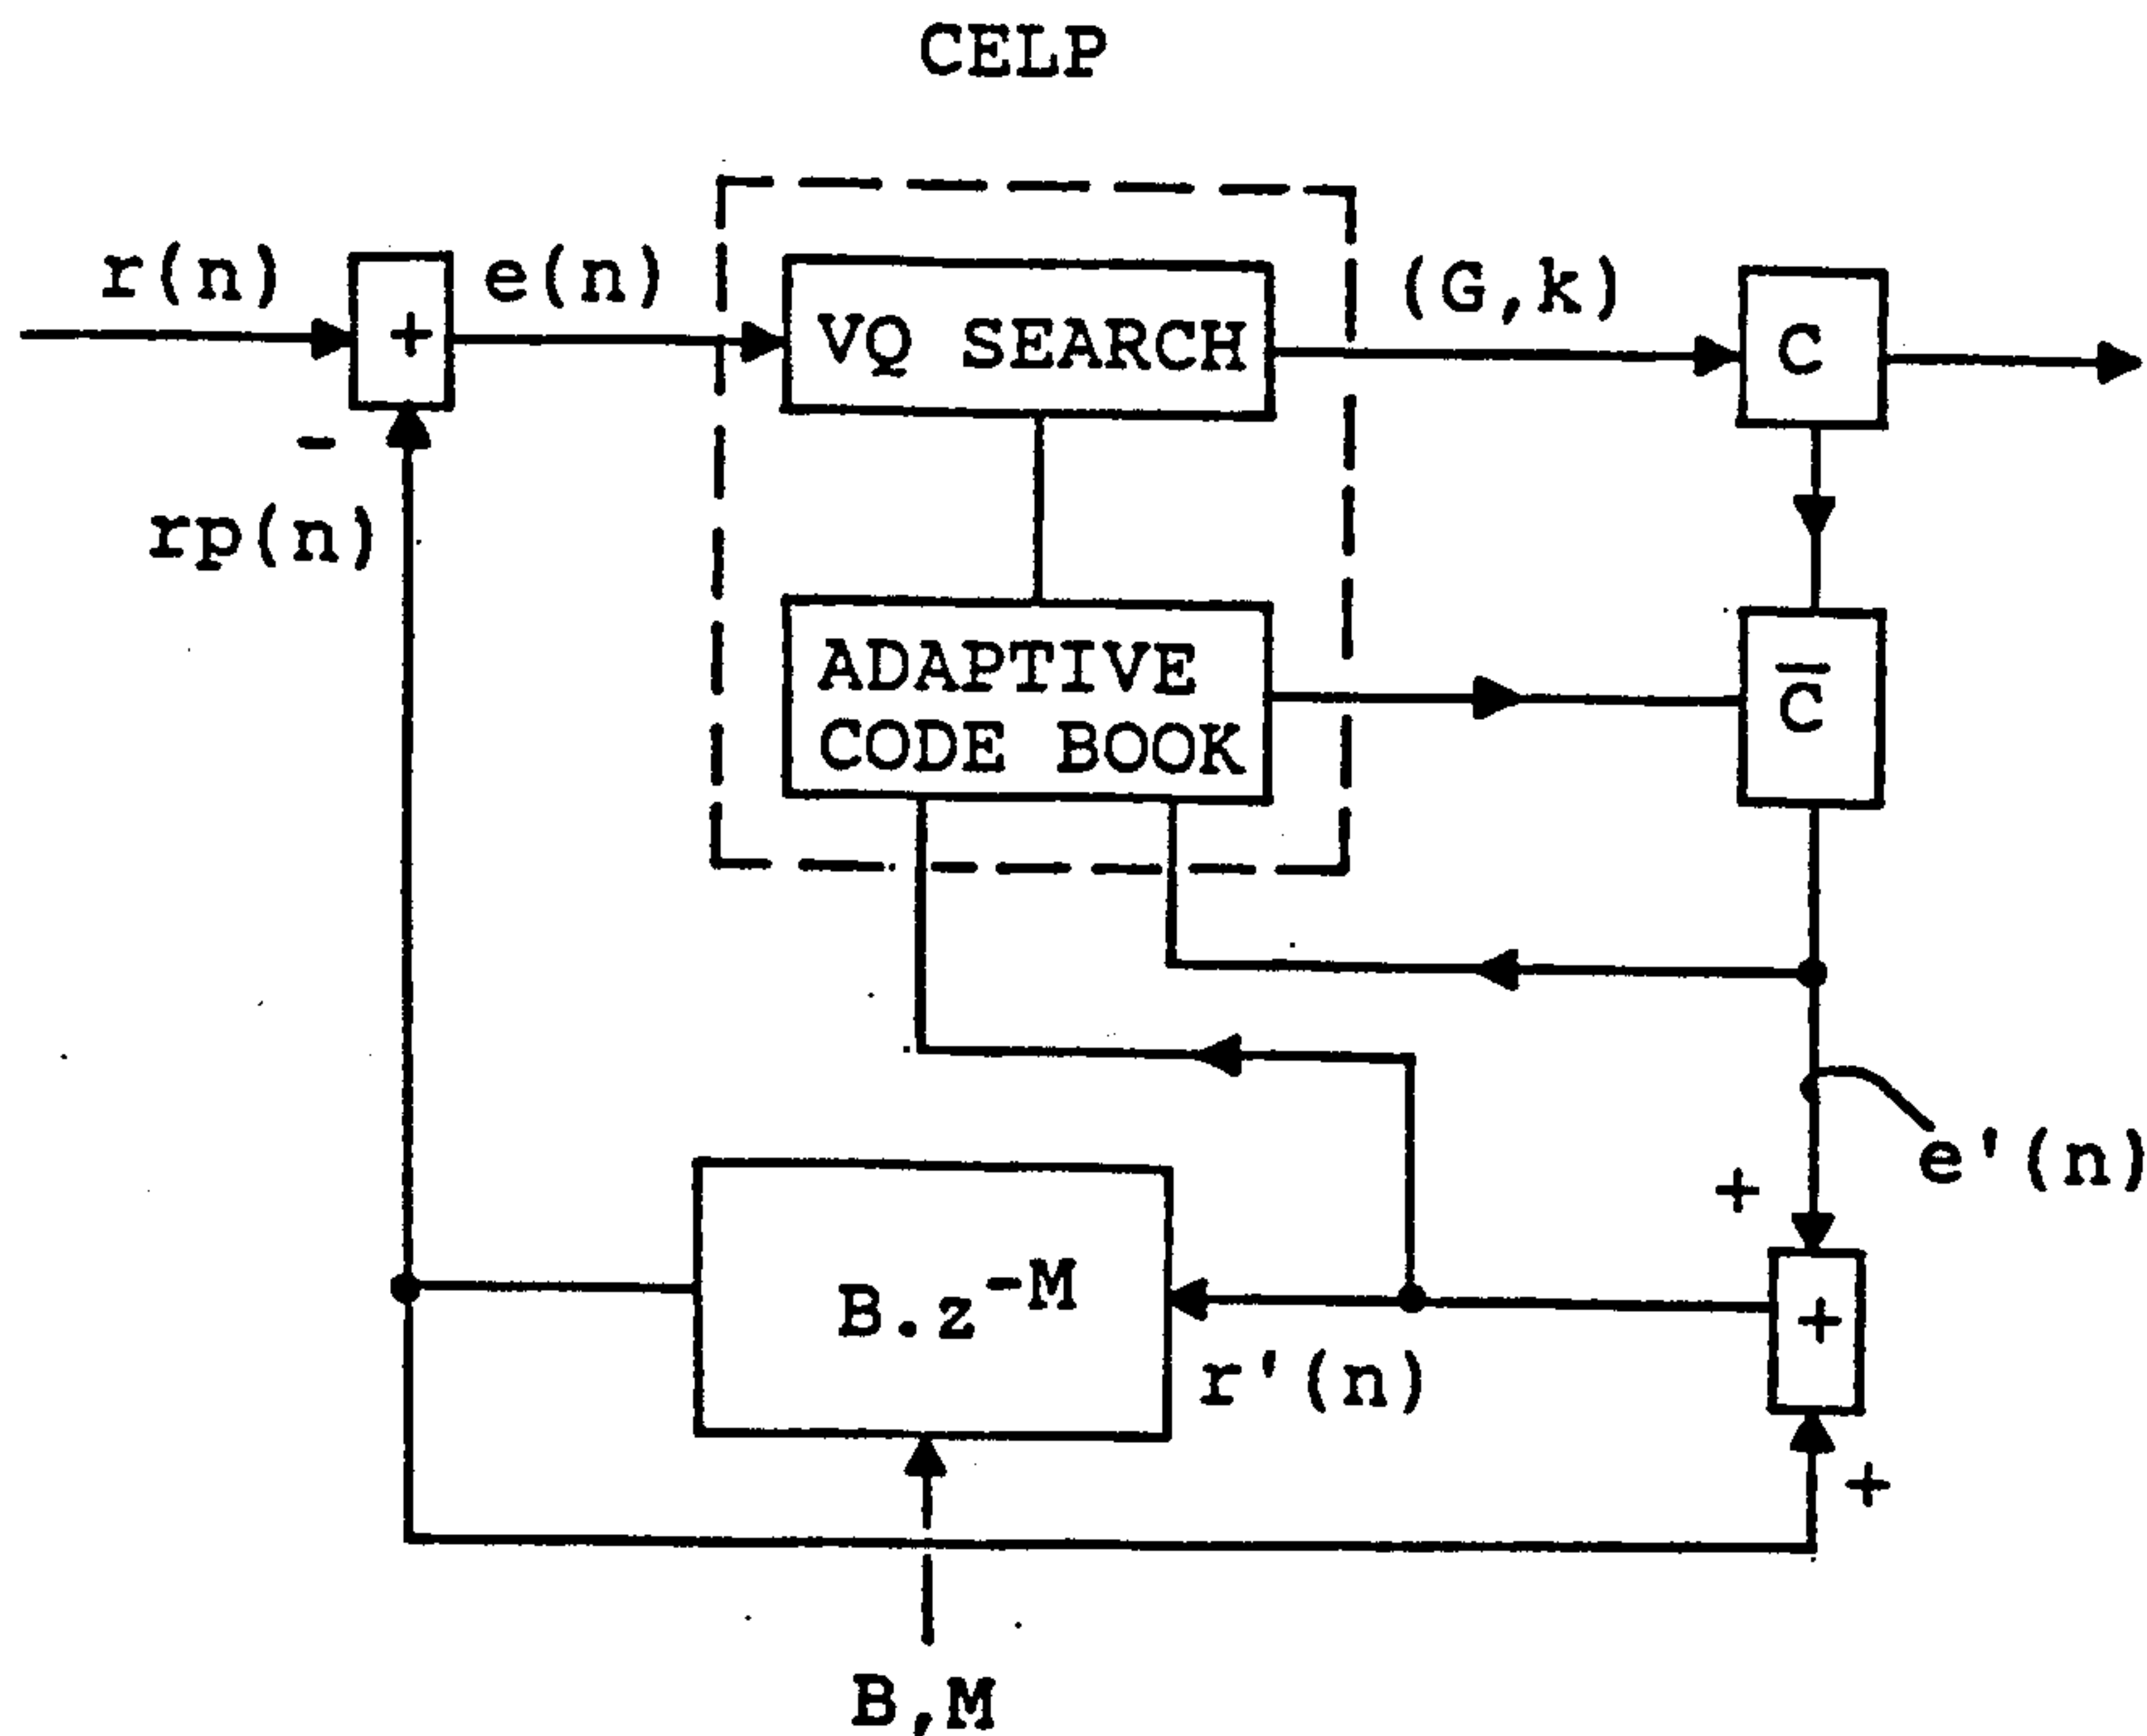 CELP
r(n)
e(n)
(G,k)
+
VQ SEARCH
C
-
rp(n)
ADAPTIVE
CODE BOOK
C̅
e'(n)
+
B.z⁻ᴹ
+
r'(n)
+
B,M